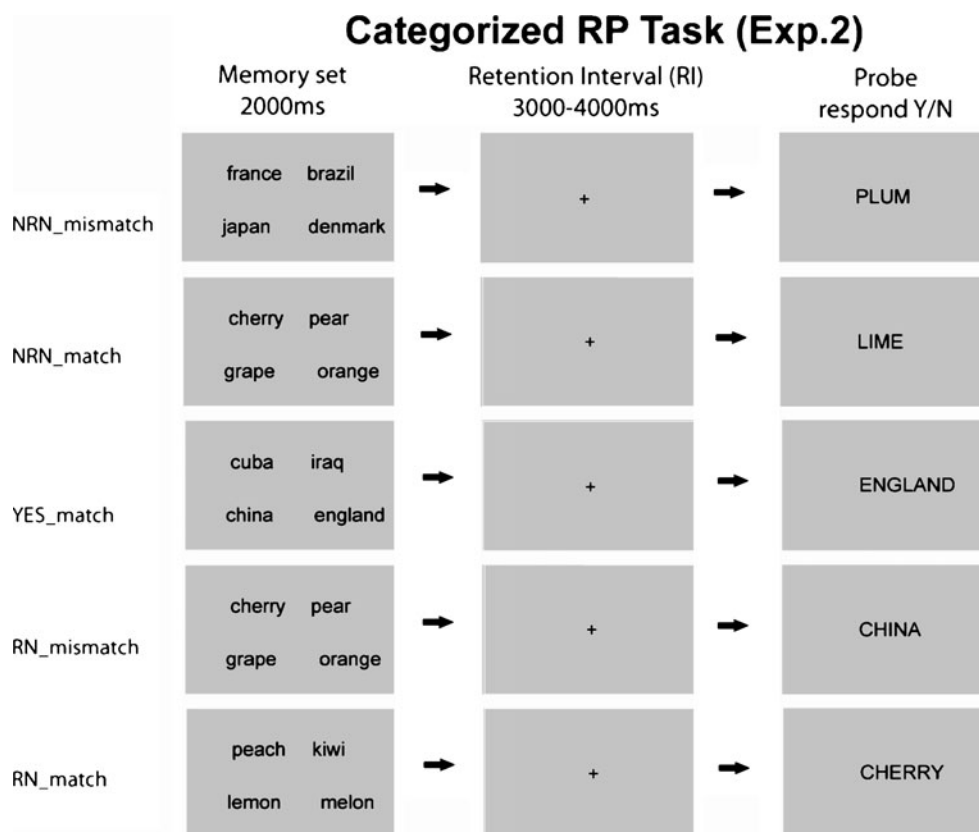 Categorized RP Task (Exp.2)
Memory set
2000ms
Retention Interval (RI)
3000-4000ms
Probe
respond Y/N
NRN_mismatch
france brazil
japan denmark
+
PLUM
NRN_match
cherry pear
grape orange
+
LIME
YES_match
cuba iraq
china england
+
ENGLAND
RN_mismatch
cherry pear
grape orange
+
CHINA
RN_match
peach kiwi
lemon melon
+
CHERRY